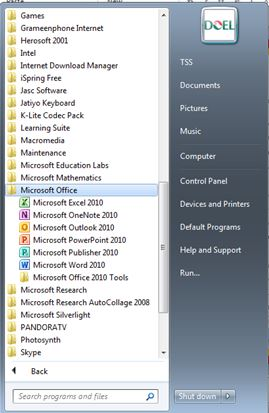 Games
Grameenphone Internet
Herosoft 2001
Intel
Internet Download Manager
iSpring Free
Jasc Software
Jatiyo Keyboard
K-Lite Codec Pack
Learning Suite
Macromedia
Maintenance
Microsoft Education Labs
Microsoft Mathematics
Microsoft Office
Microsoft Excel 2010
Microsoft OneNote 2010
Microsoft Outlook 2010
Microsoft PowerPoint 2010
Microsoft Publisher 2010
Microsoft Word 2010
Microsoft Office 2010 Tools
Microsoft Research
Microsoft Research AutoCollage 2008
Microsoft Silverlight
PANDORATV
Photosynth
Skype
Back
Search programs and files
DOEL
TSS
Documents
Pictures
Music
Computer
Control Panel
Devices and Printers
Default Programs
Help and Support
Run...
Shut down